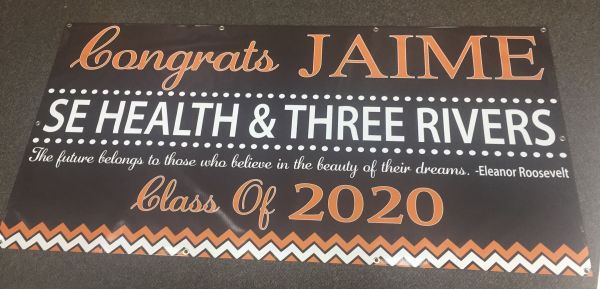 Congrats JAIME
SE HEALTH & THREE RIVERS
The future belongs to those who believe in the beauty of their dreams. -Eleanor Roosevelt
Class Of 2020